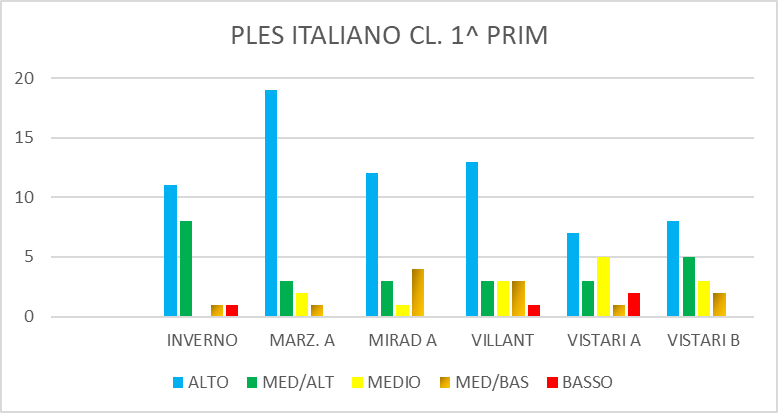 PLES ITALIANO CL. 1^ PRIM
20
15
10
5
0
INVERNO MARZ. A MIRAD A VILLANT VISTARI A VISTARI B
ALTO MED/ALT MEDIO MED/BAS BASSO